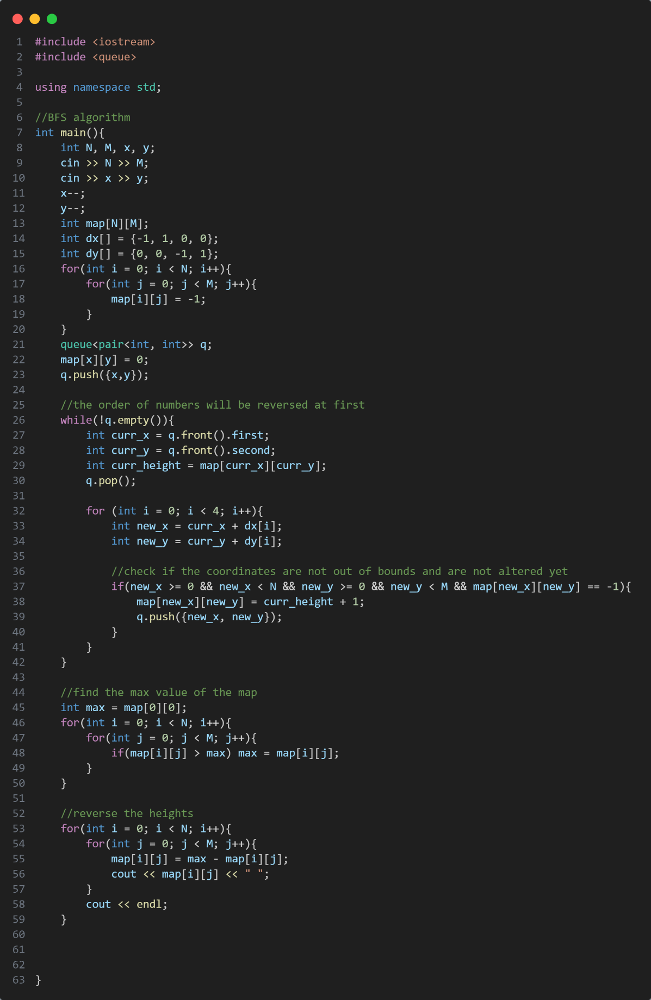 1 #include <iostream>
2 #include <queue>
3
4 using namespace std;
5
6 //BFS algorithm
7 int main(){
8     int N, M, x, y;
9     cin >> N >> M;
10     cin >> x >> y;
11     x--;
12     y--;
13     int map[N][M];
14     int dx[] = {-1, 1, 0, 0};
15     int dy[] = {0, 0, -1, 1};
16     for(int i = 0; i < N; i++){
17         for(int j = 0; j < M; j++){
18             map[i][j] = -1;
19         }
20     }
21     queue<pair<int, int>> q;
22     map[x][y] = 0;
23     q.push({x,y});
24
25     //the order of numbers will be reversed at first
26     while(!q.empty()){
27         int curr_x = q.front().first;
28         int curr_y = q.front().second;
29         int curr_height = map[curr_x][curr_y];
30         q.pop();
31
32         for (int i = 0; i < 4; i++){
33             int new_x = curr_x + dx[i];
34             int new_y = curr_y + dy[i];
35
36             //check if the coordinates are not out of bounds and are not altered yet
37             if(new_x >= 0 && new_x < N && new_y >= 0 && new_y < M && map[new_x][new_y] == -1){
38                 map[new_x][new_y] = curr_height + 1;
39                 q.push({new_x, new_y});
40             }
41         }
42     }
43
44     //find the max value of the map
45     int max = map[0][0];
46     for(int i = 0; i < N; i++){
47         for(int j = 0; j < M; j++){
48             if(map[i][j] > max) max = map[i][j];
49         }
50     }
51
52     //reverse the heights
53     for(int i = 0; i < N; i++){
54         for(int j = 0; j < M; j++){
55             map[i][j] = max - map[i][j];
56             cout << map[i][j] << " ";
57         }
58         cout << endl;
59     }
60
61
62
63 }